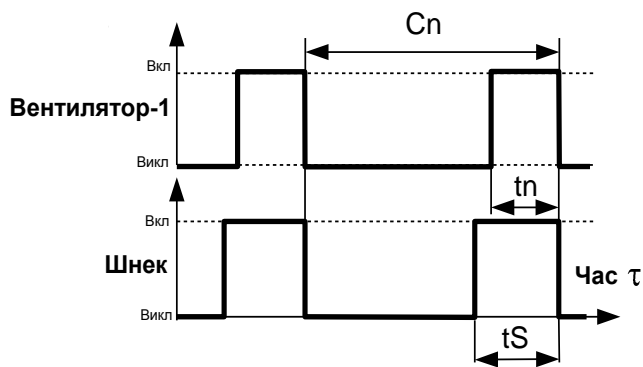 Cn
Вкл
Вентилятор-1
Викл
tn
Вкл
Шнек
Час τ
Викл
tS